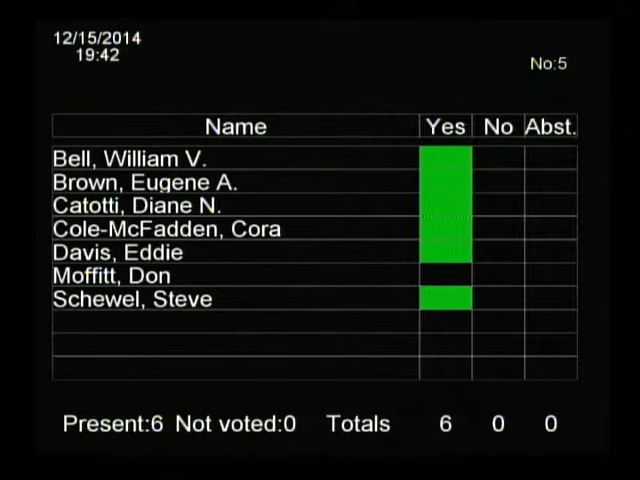 12/15/2014
19:42
No:5
Name Yes No Abst.
Bell, William V.
Brown, Eugene A.
Catotti, Diane N.
Cole-McFadden, Cora
Davis, Eddie
Moffitt, Don
Schewel, Steve
Present:6 Not voted:0 Totals 6 0 0